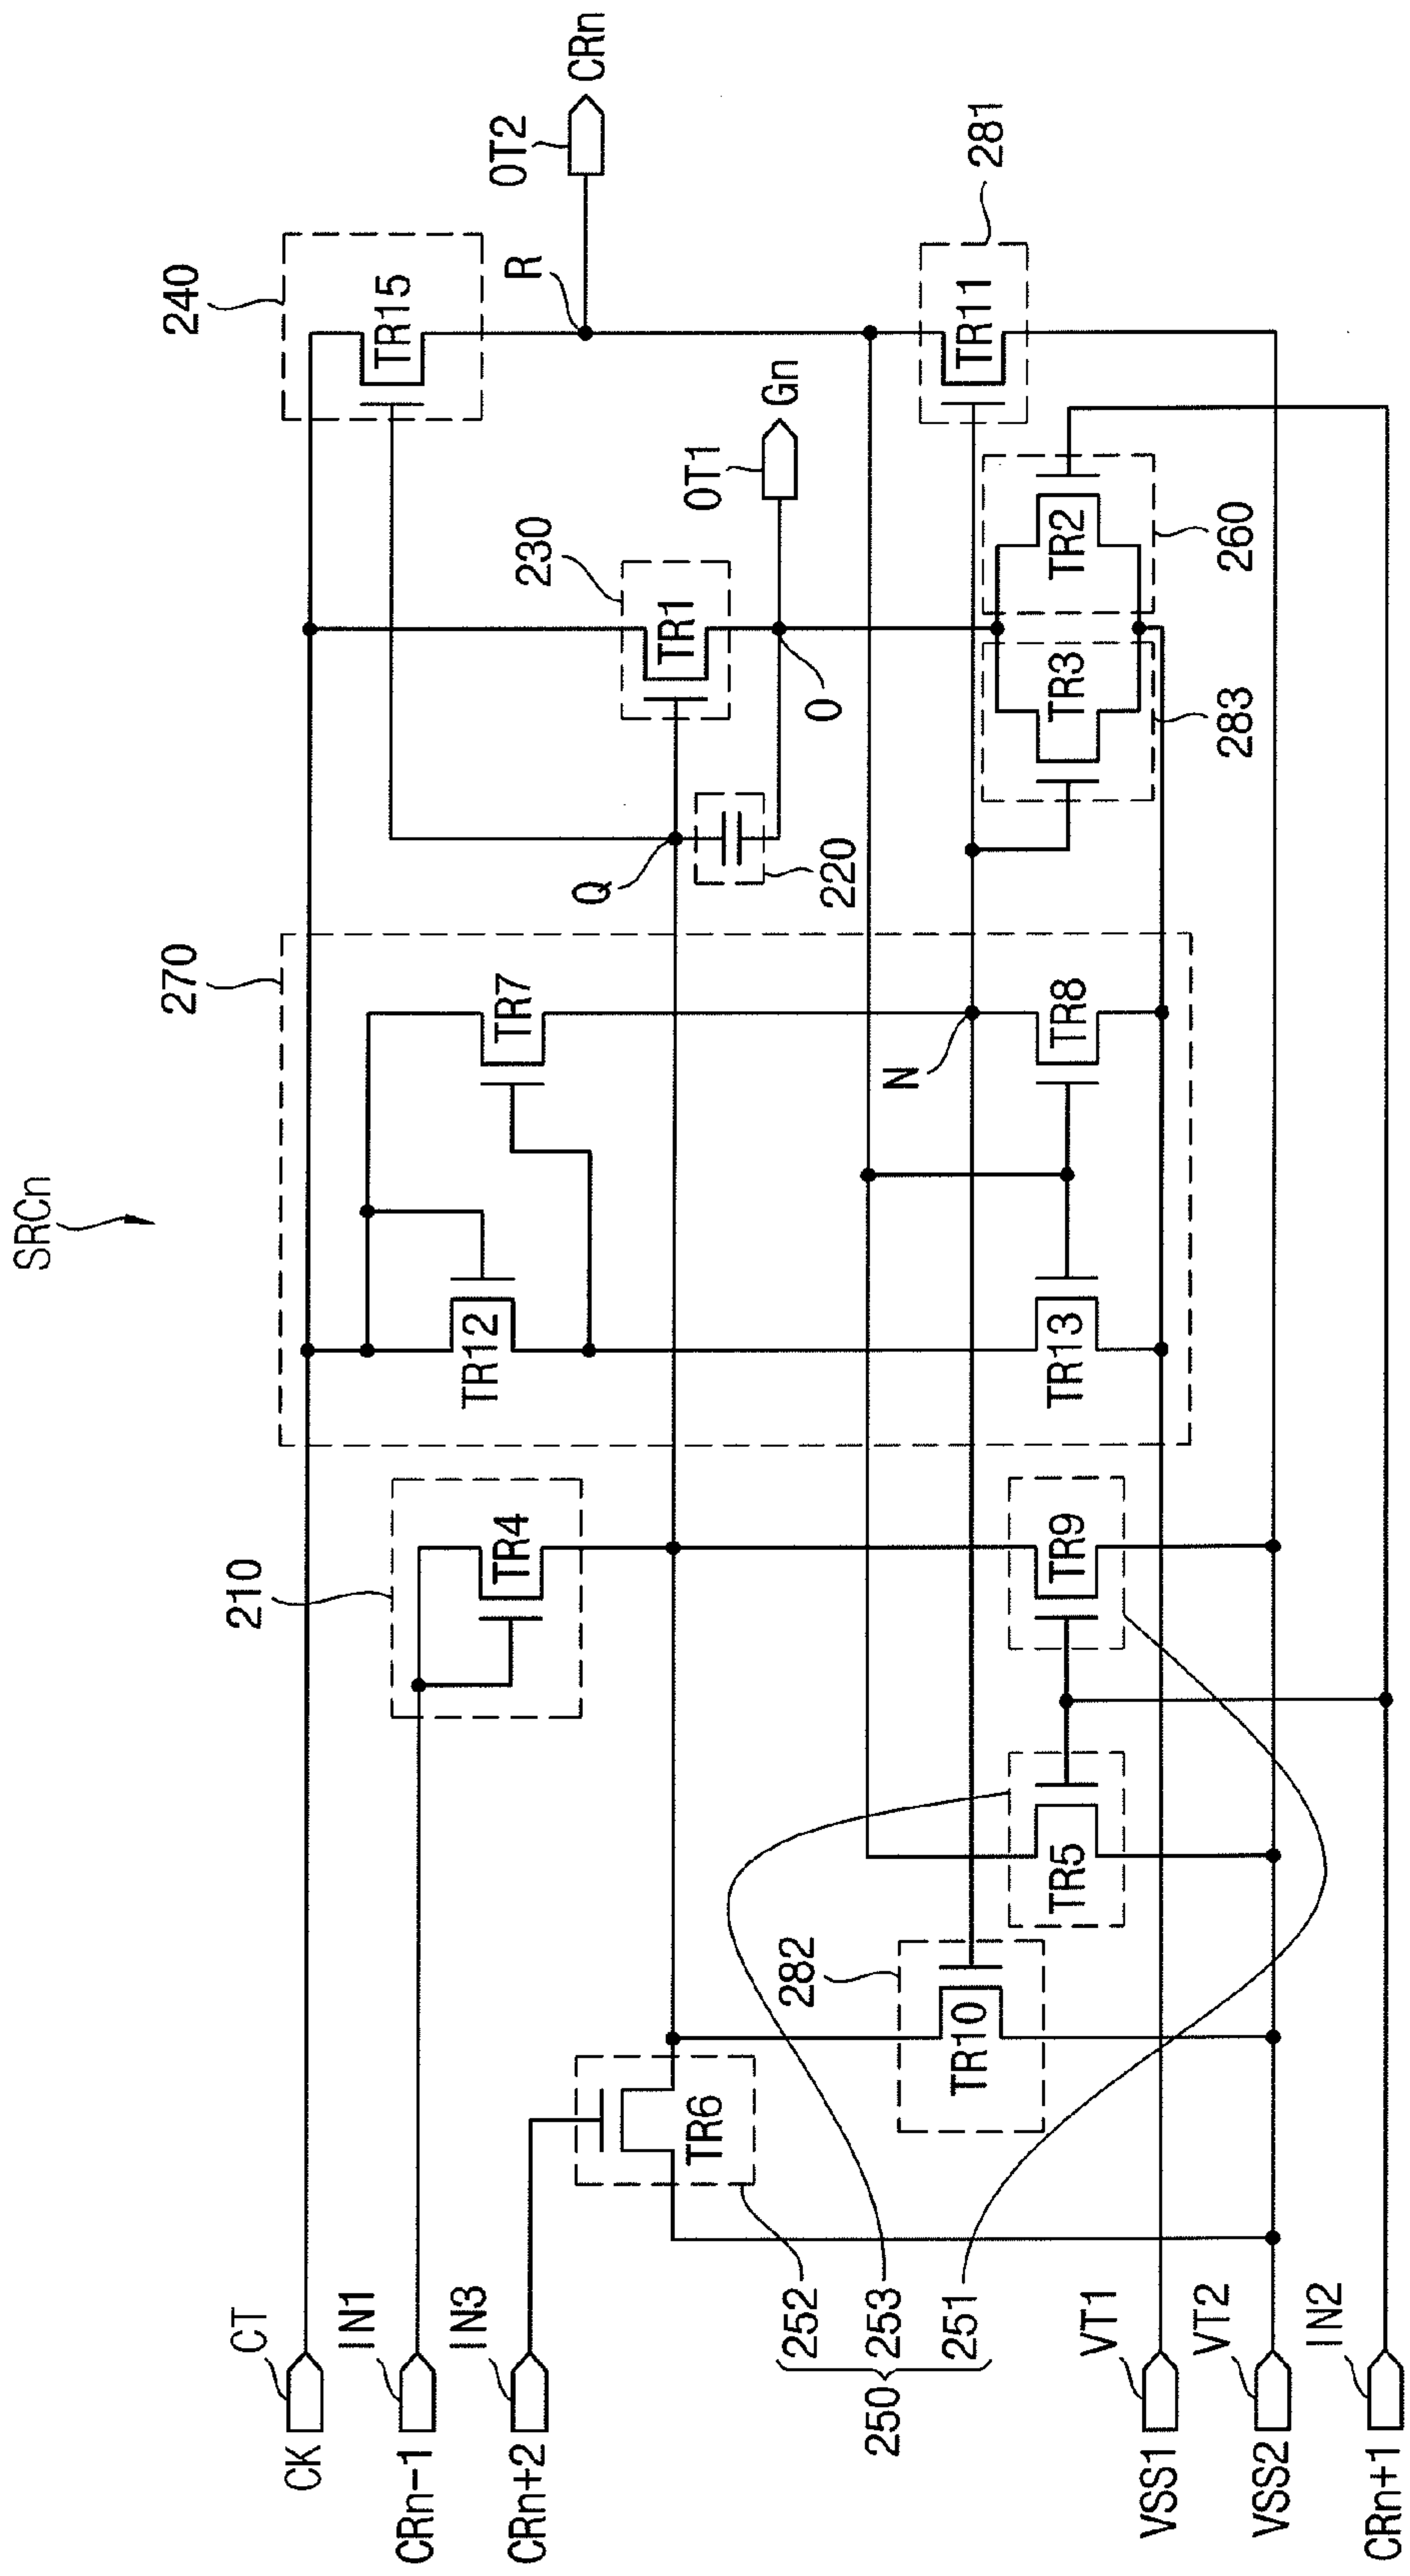 SRCn
240
TR15
OT2
CRn
R
270
230
TR1
OT1
Gn
Q
220
O
TR7
TR12
210
TR4
N
TR8
TR13
TR11
281
TR3
TR2
283
260
TR9
TR5
282
TR10
TR6
252
253
251
250
CT
CK
IN1
CRn-1
IN3
CRn+2
VT1
VSS1
VT2
VSS2
IN2
CRn+1